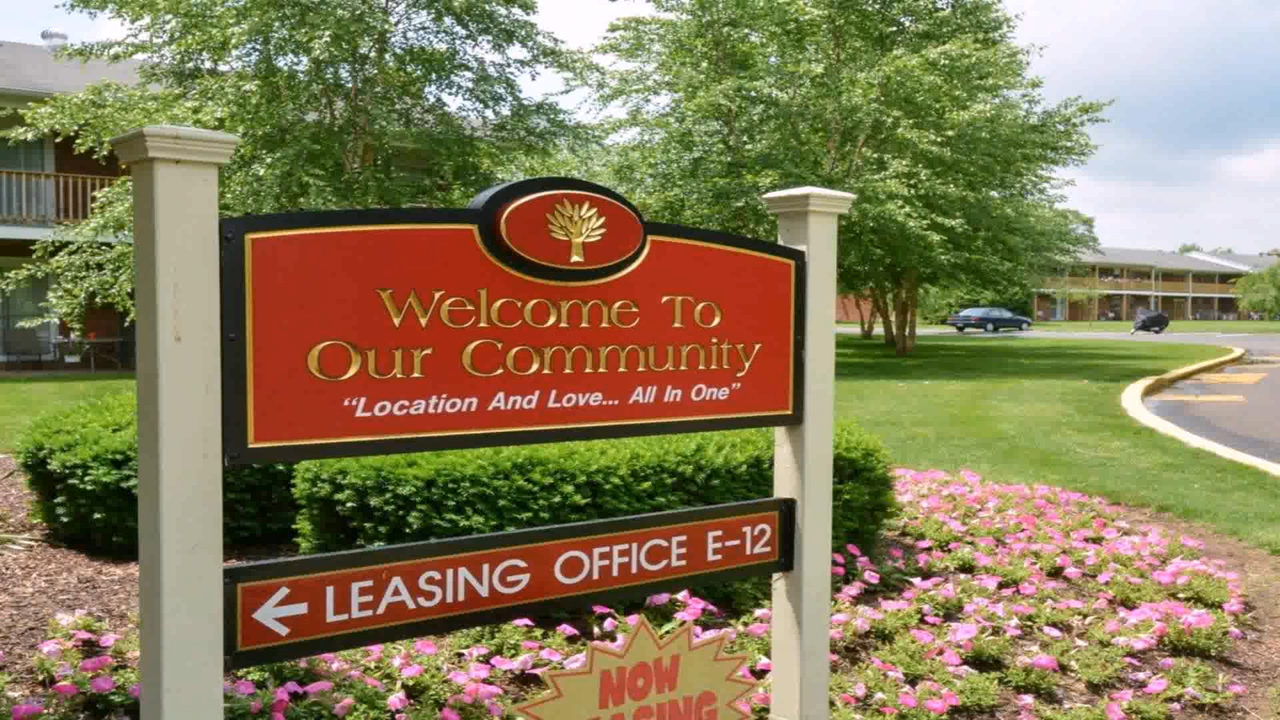 Welcome To
Our Community
"Location And Love... All In One"
← LEASING OFFICE E-12
NOW